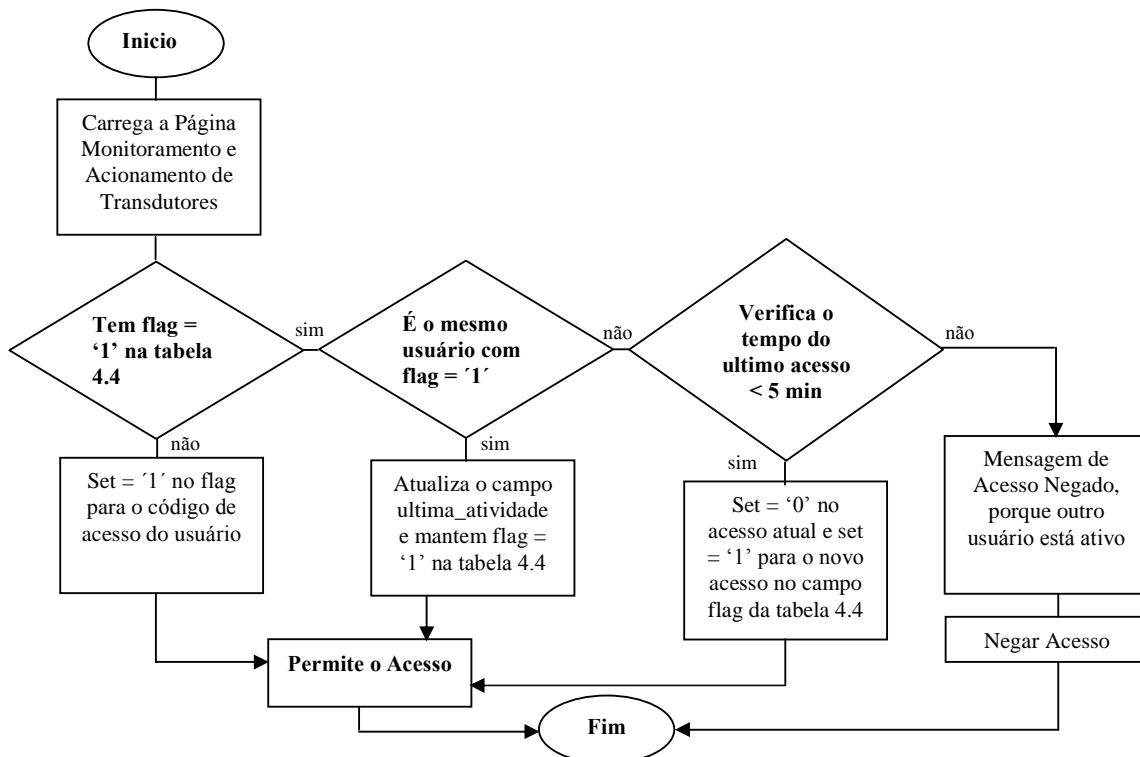 Inicio
Carrega a Página
Monitoramento e
Acionamento de
Transdutores
Tem flag =
‘1’ na tabela
4.4
sim
não
É o mesmo
usuário com
flag = ´1´
não
sim
Verifica o
tempo do
ultimo acesso
< 5 min
não
sim
Set = ´1´ no flag
para o código de
acesso do usuário
Atualiza o campo
ultima_atividade
e mantem flag =
‘1’ na tabela 4.4
Set = ‘0’ no
acesso atual e set
= ‘1’ para o novo
acesso no campo
flag da tabela 4.4
Mensagem de
Acesso Negado,
porque outro
usuário está ativo
Negar Acesso
Permite o Acesso
Fim